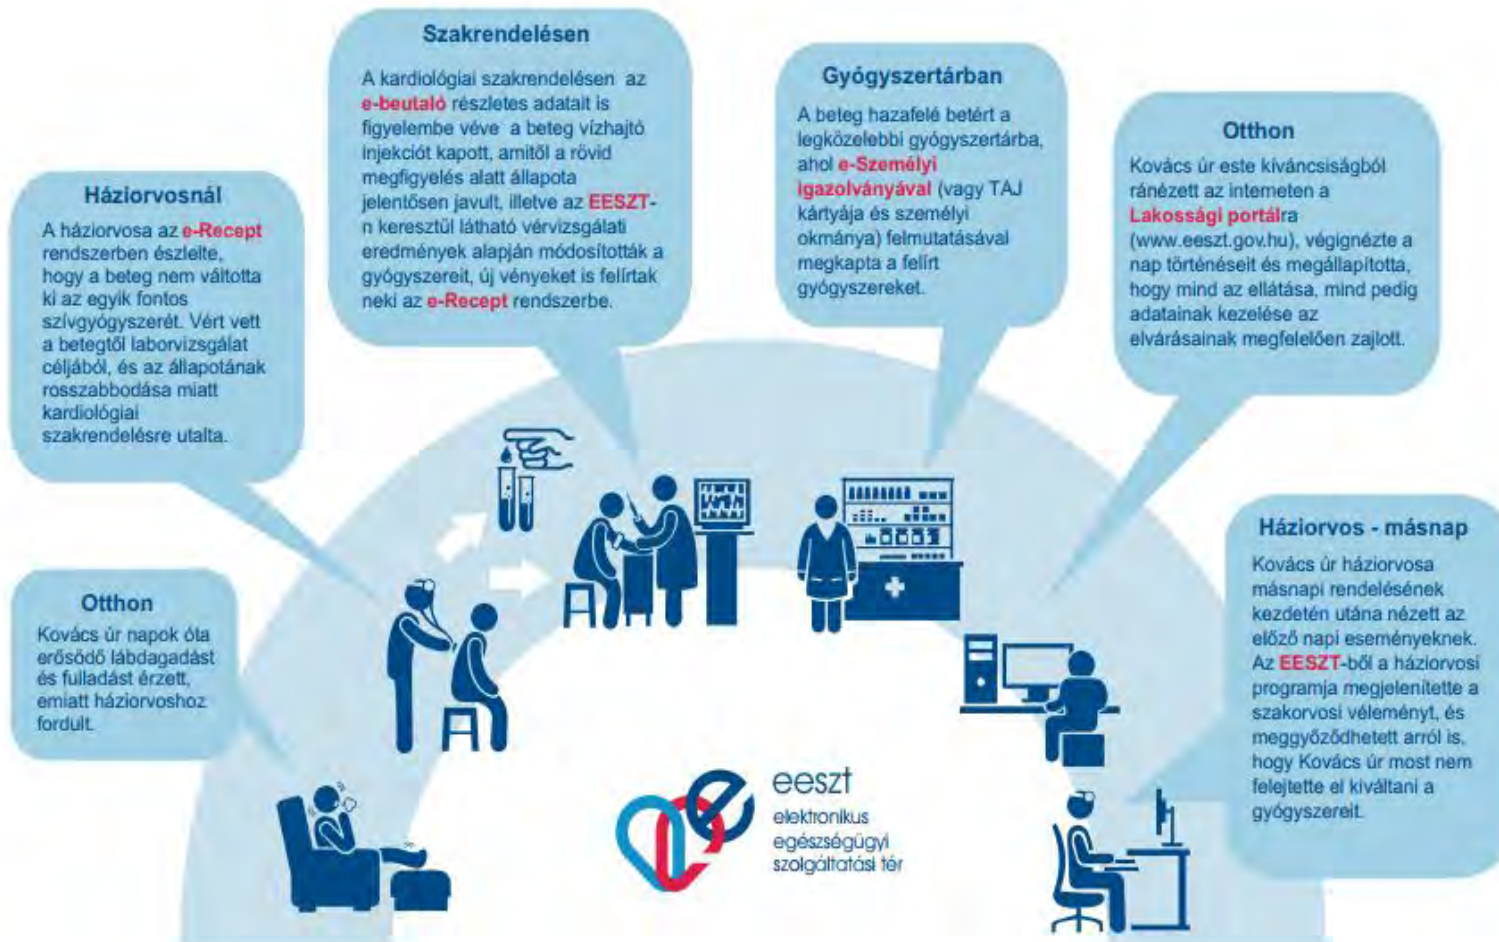 Otthon
Kovács úr napok óta
erősödő lábdagadást
és fulladást érzett,
emiatt háziorvoshoz
fordult.
Háziorvosnál
A háziorvosa az e-Recept
rendszerben észlelte,
hogy a beteg nem váltotta
ki az egyik fontos
szívgyógyszerét. Vért vett
a betegtől laborvizsgálat
céljából, és az állapotának
rosszabbodása miatt
kardiológiai
szakrendelésre utalta.
Szakrendelésen
A kardiológiai szakrendelésen az
e-beutaló részletes adatait is
figyelembe véve a beteg vízhajtó
injekciót kapott, amitől a rövid
megfigyelés alatt állapota
jelentősen javult, illetve az EESZT-
n keresztül látható vérvizsgálati
eredmények alapján módosították a
gyógyszereit, új vényeket is felírtak
neki az e-Recept rendszerbe.
Gyógyszertárban
A beteg hazafelé betért a
legközelebbi gyógyszertárba,
ahol e-Személyi
igazolványával (vagy TAJ
kártyája és személyi
okmánya) felmutatásával
megkapta a felírt
gyógyszereket.
Otthon
Kovács úr este kíváncsiságból
ránézett az interneten a
Lakossági portálra
(www.eeszt.gov.hu), végignézte a
nap történéseit és megállapította,
hogy mind az ellátása, mind pedig
adatainak kezelése az
elvárásainak megfelelően zajlott.
Háziorvos - másnap
Kovács úr háziorvosa
másnapi rendelésének
kezdetén utána nézett az
előző napi eseményeknek.
Az EESZT-ből a háziorvosi
programja megjelenítette a
szakorvosi véleményt, és
meggyőződhetett arról is,
hogy Kovács úr most nem
felejtette el kiváltani a
gyógyszereit.
eeszt
elektronikus
egészségügyi
szolgáltatási tér